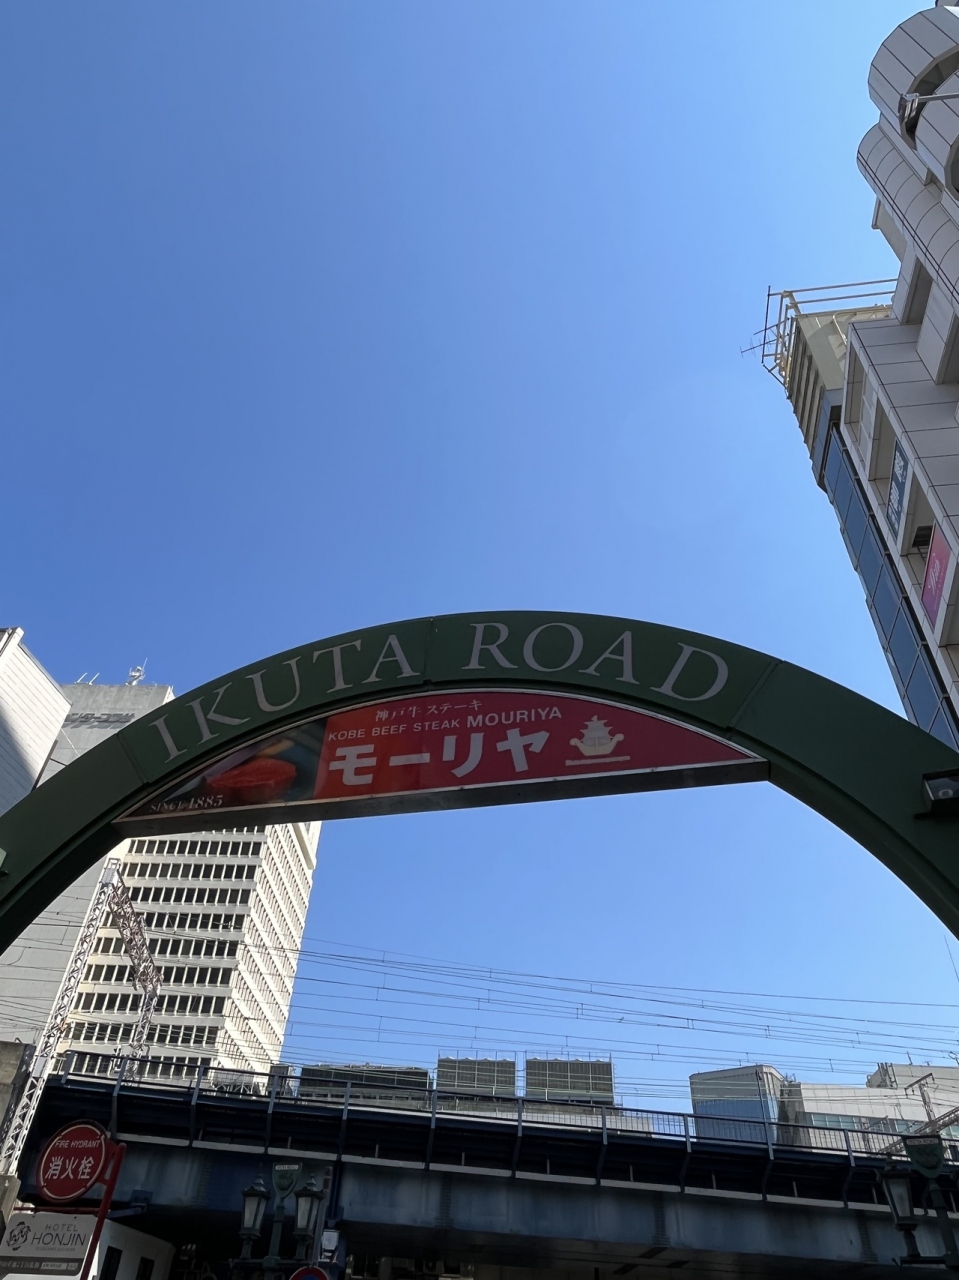 IKUTA ROAD
神戸牛ステーキ
KOBE BEEF STEAK MOURIYA
モーリヤ
SINCE 1885
FIRE HYDRANT
消火栓
HOTEL
HONJIN